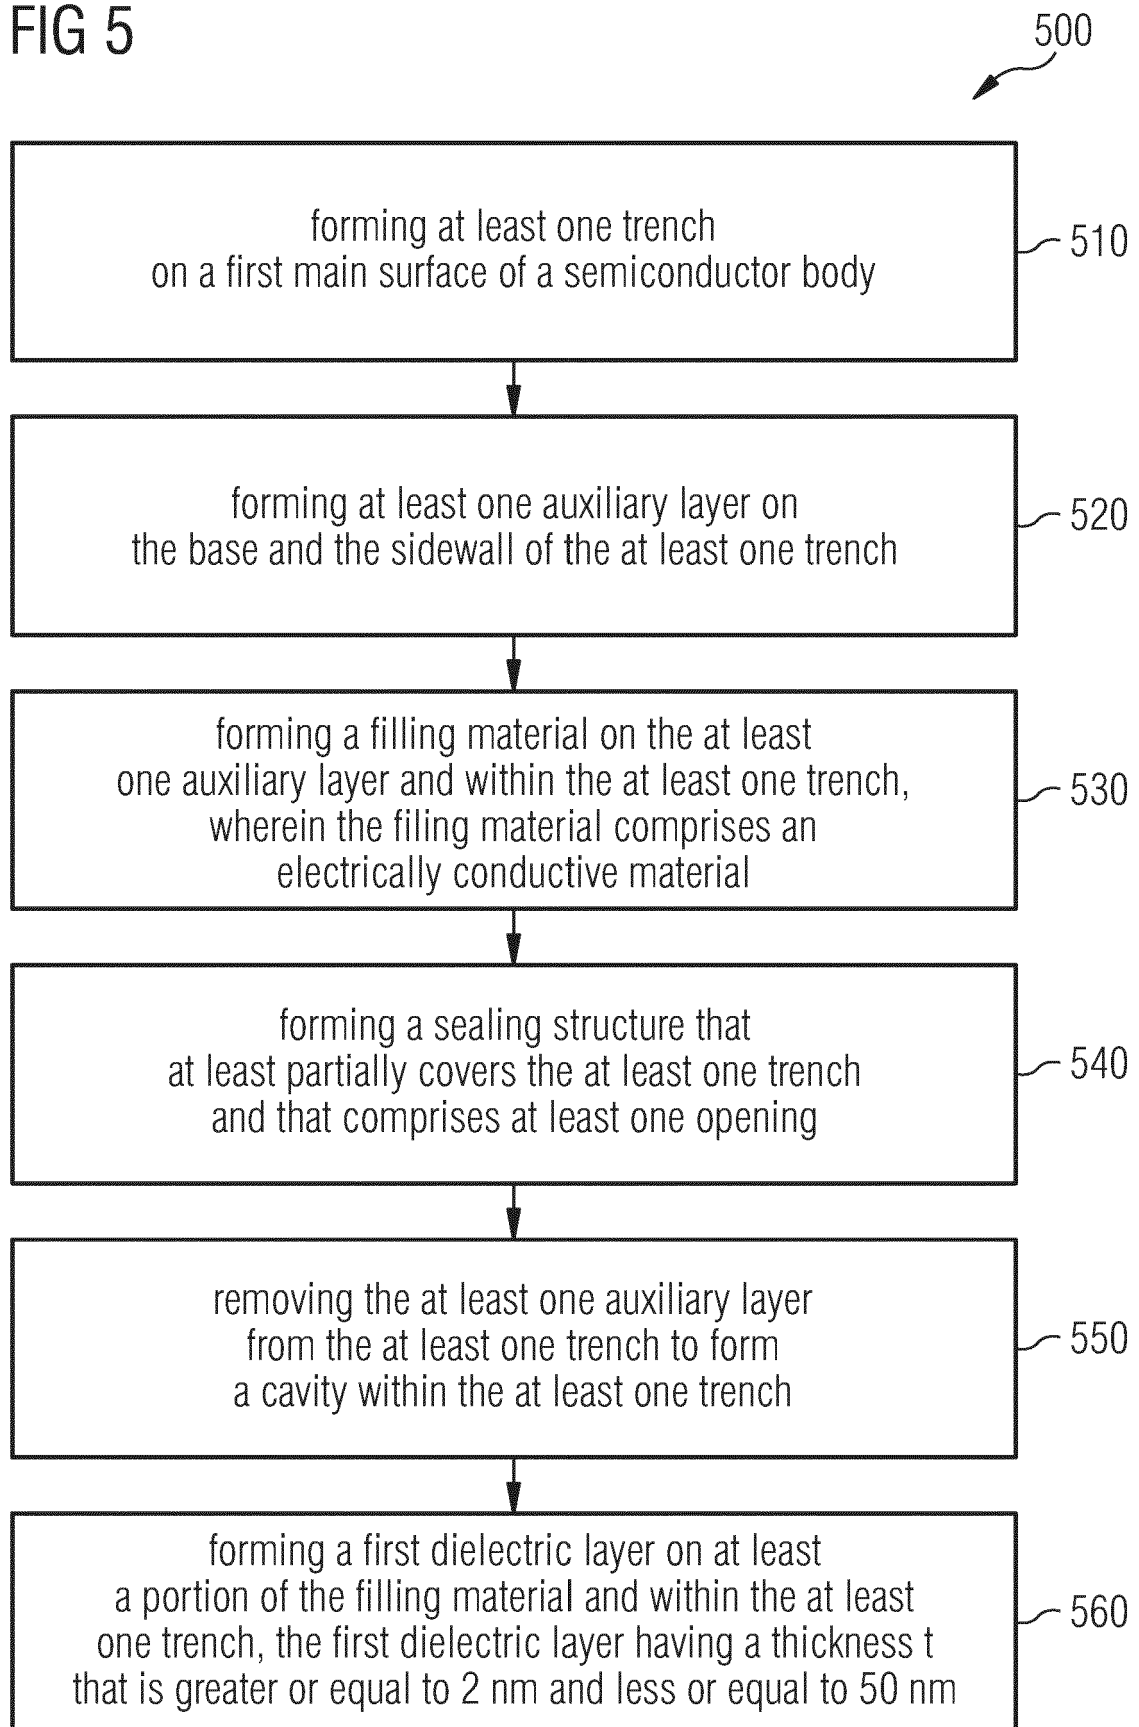 FIG 5
500
forming at least one trench
on a first main surface of a semiconductor body
510
forming at least one auxiliary layer on
the base and the sidewall of the at least one trench
520
forming a filling material on the at least
one auxiliary layer and within the at least one trench,
wherein the filing material comprises an
electrically conductive material
530
forming a sealing structure that
at least partially covers the at least one trench
and that comprises at least one opening
540
removing the at least one auxiliary layer
from the at least one trench to form
a cavity within the at least one trench
550
forming a first dielectric layer on at least
a portion of the filling material and within the at least
one trench, the first dielectric layer having a thickness t
that is greater or equal to 2 nm and less or equal to 50 nm
560